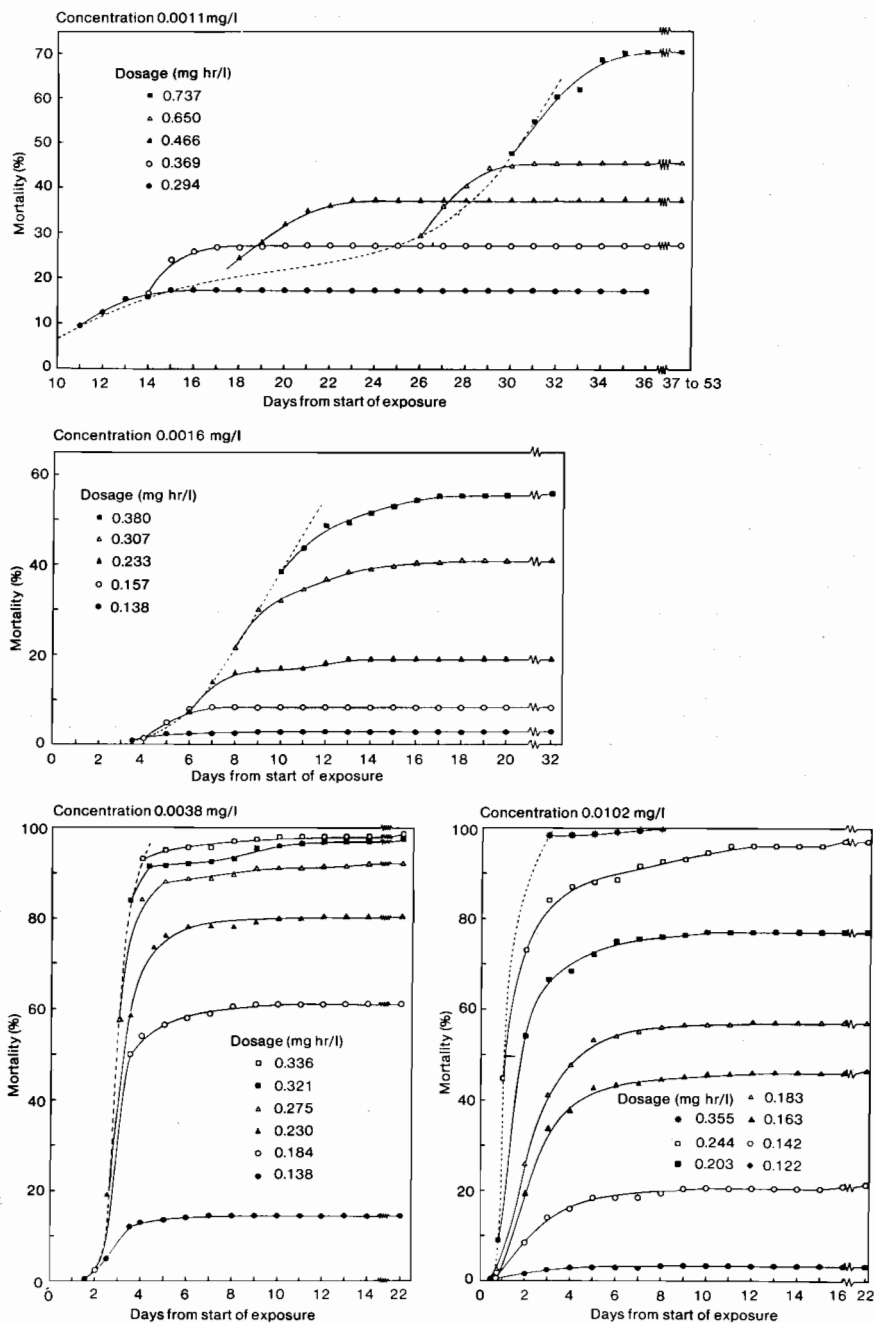 Concentration 0.0011mg/l
70
60
50
40
30
20
10
0
Mortality (%)
Dosage (mg hr/l)
0.737
0.650
0.466
0.369
0.294
10 12 14 16 18 20 22 24 26 28 30 32 34 36 37 to 53
Days from start of exposure
Concentration 0.0016 mg/l
60
40
20
0
Mortality (%)
Dosage (mg hr/l)
0.380
0.307
0.233
0.157
0.138
0 2 4 6 8 10 12 14 16 18 20 32
Days from start of exposure
Concentration 0.0038 mg/l
100
80
60
40
20
0
Mortality (%)
Dosage (mg hr/l)
0.336
0.321
0.275
0.230
0.184
0.138
0 2 4 6 8 10 12 14 22
Days from start of exposure
Concentration 0.0102 mg/l
100
80
60
40
20
0
Mortality (%)
Dosage (mg hr/l)
0.355
0.244
0.203
0.183
0.163
0.142
0.122
0 2 4 6 8 10 12 14 16 22
Days from start of exposure